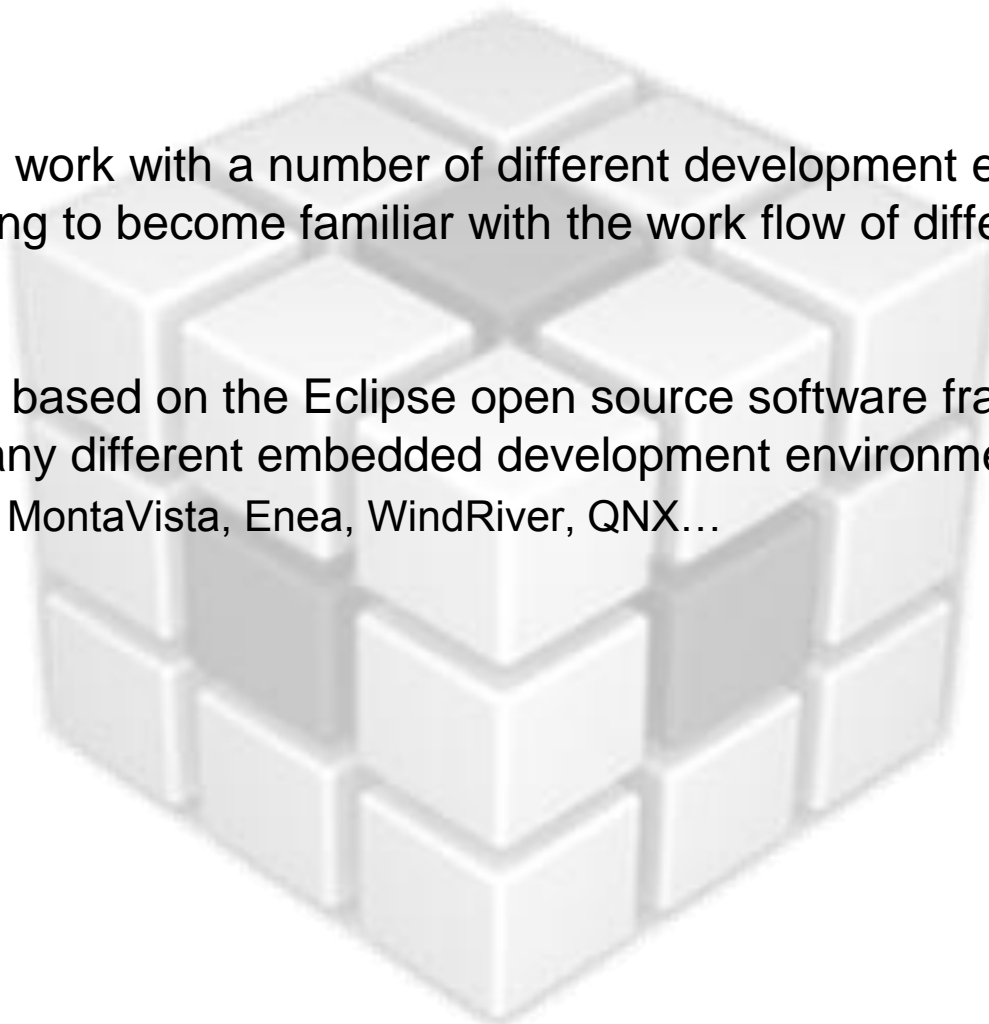 work with a number of different development e
ng to become familiar with the work flow of diffe
based on the Eclipse open source software fra
any different embedded development environme
MontaVista, Enea, WindRiver, QNX…